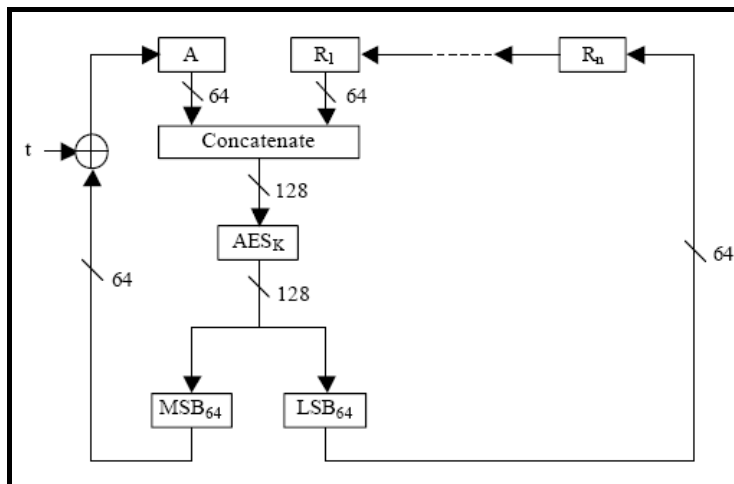 A
R₁
Rₙ
64
64
t
Concatenate
128
AESₖ
64
64
128
MSB₆₄
LSB₆₄